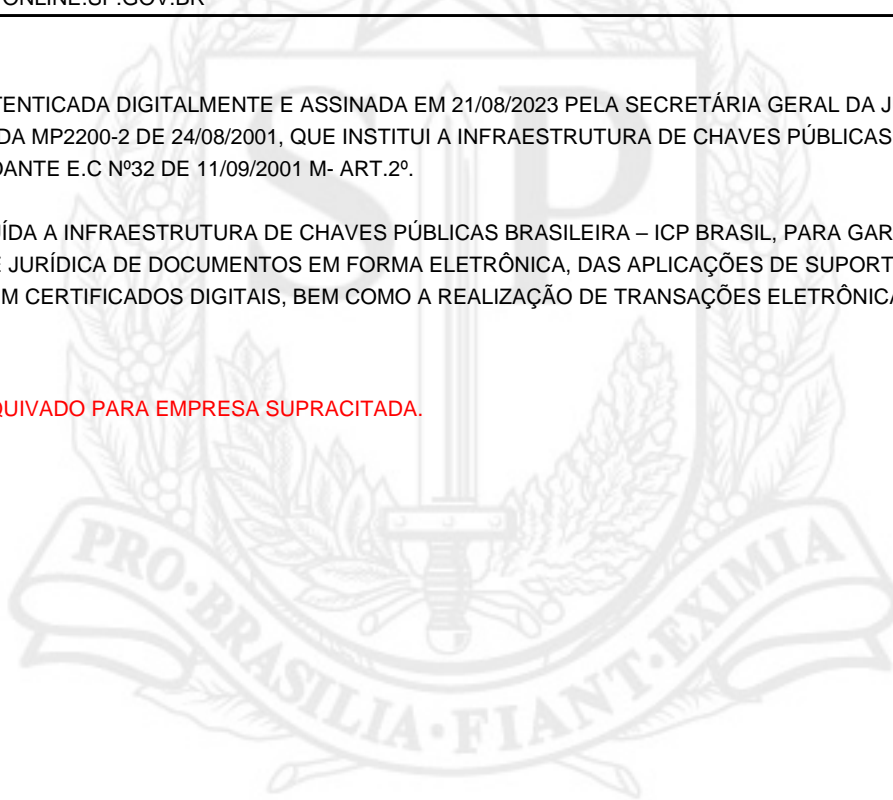 ONLINE.SP.GOV.BR
TENTICADA DIGITALMENTE E ASSINADA EM 21/08/2023 PELA SECRETÁRIA GERAL DA J
DA MP2200-2 DE 24/08/2001, QUE INSTITUI A INFRAESTRUTURA DE CHAVES PÚBLICAS
DANTE E.C Nº32 DE 11/09/2001 M- ART.2º.
ÍDA A INFRAESTRUTURA DE CHAVES PÚBLICAS BRASILEIRA – ICP BRASIL, PARA GAR
E JURÍDICA DE DOCUMENTOS EM FORMA ELETRÔNICA, DAS APLICAÇÕES DE SUPORT
M CERTIFICADOS DIGITAIS, BEM COMO A REALIZAÇÃO DE TRANSAÇÕES ELETRÔNICA
QUIVADO PARA EMPRESA SUPRACITADA.
SP
PRO·BRASILIA·FIANT·EXIMIA